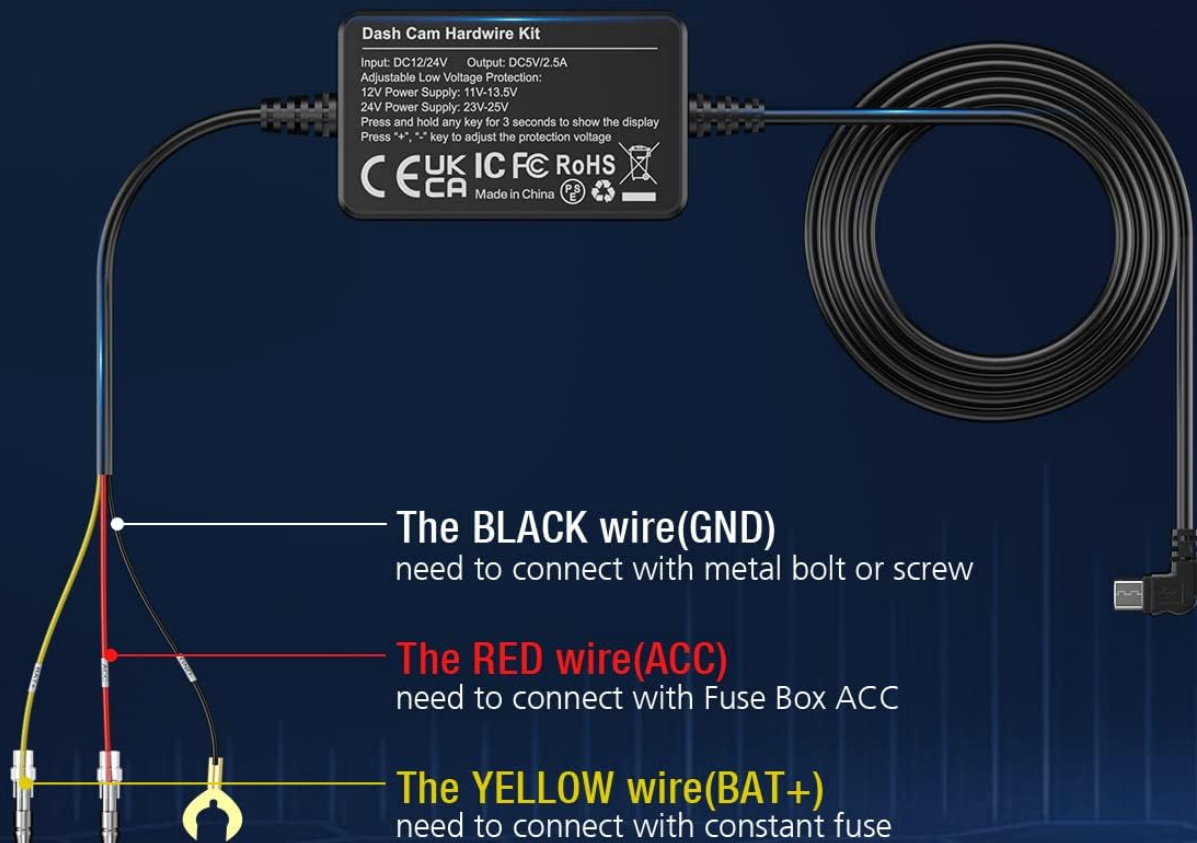 Dash Cam Hardwire Kit
Input: DC12/24V Output: DC5V/2.5A
Adjustable Low Voltage Protection:
12V Power Supply: 11V-13.5V
24V Power Supply: 23V-25V
Press and hold any key for 3 seconds to show the display
Press "+", "-" key to adjust the protection voltage
CE UKCA IC FC RoHS
Made in China PSE
The BLACK wire(GND)
need to connect with metal bolt or screw
The RED wire(ACC)
need to connect with Fuse Box ACC
The YELLOW wire(BAT+)
need to connect with constant fuse